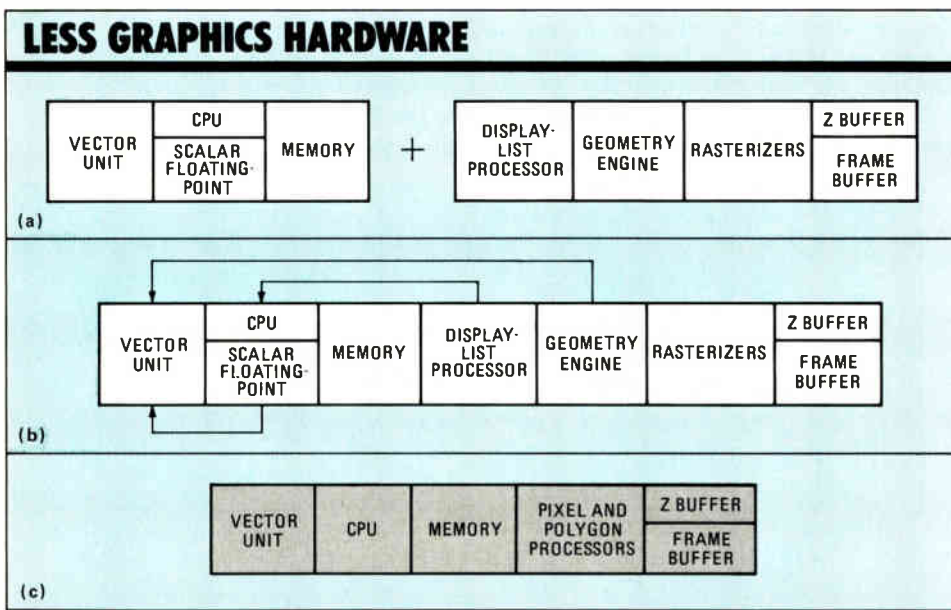 LESS GRAPHICS HARDWARE
VECTOR
UNIT
CPU
SCALAR
FLOATING-
POINT
MEMORY
+
DISPLAY-
LIST
PROCESSOR
GEOMETRY
ENGINE
RASTERIZERS
Z BUFFER
FRAME
BUFFER
(a)
VECTOR
UNIT
CPU
SCALAR
FLOATING-
POINT
MEMORY
DISPLAY-
LIST
PROCESSOR
GEOMETRY
ENGINE
RASTERIZERS
Z BUFFER
FRAME
BUFFER
(b)
VECTOR
UNIT
CPU
MEMORY
PIXEL AND
POLYGON
PROCESSORS
Z BUFFER
FRAME
BUFFER
(c)